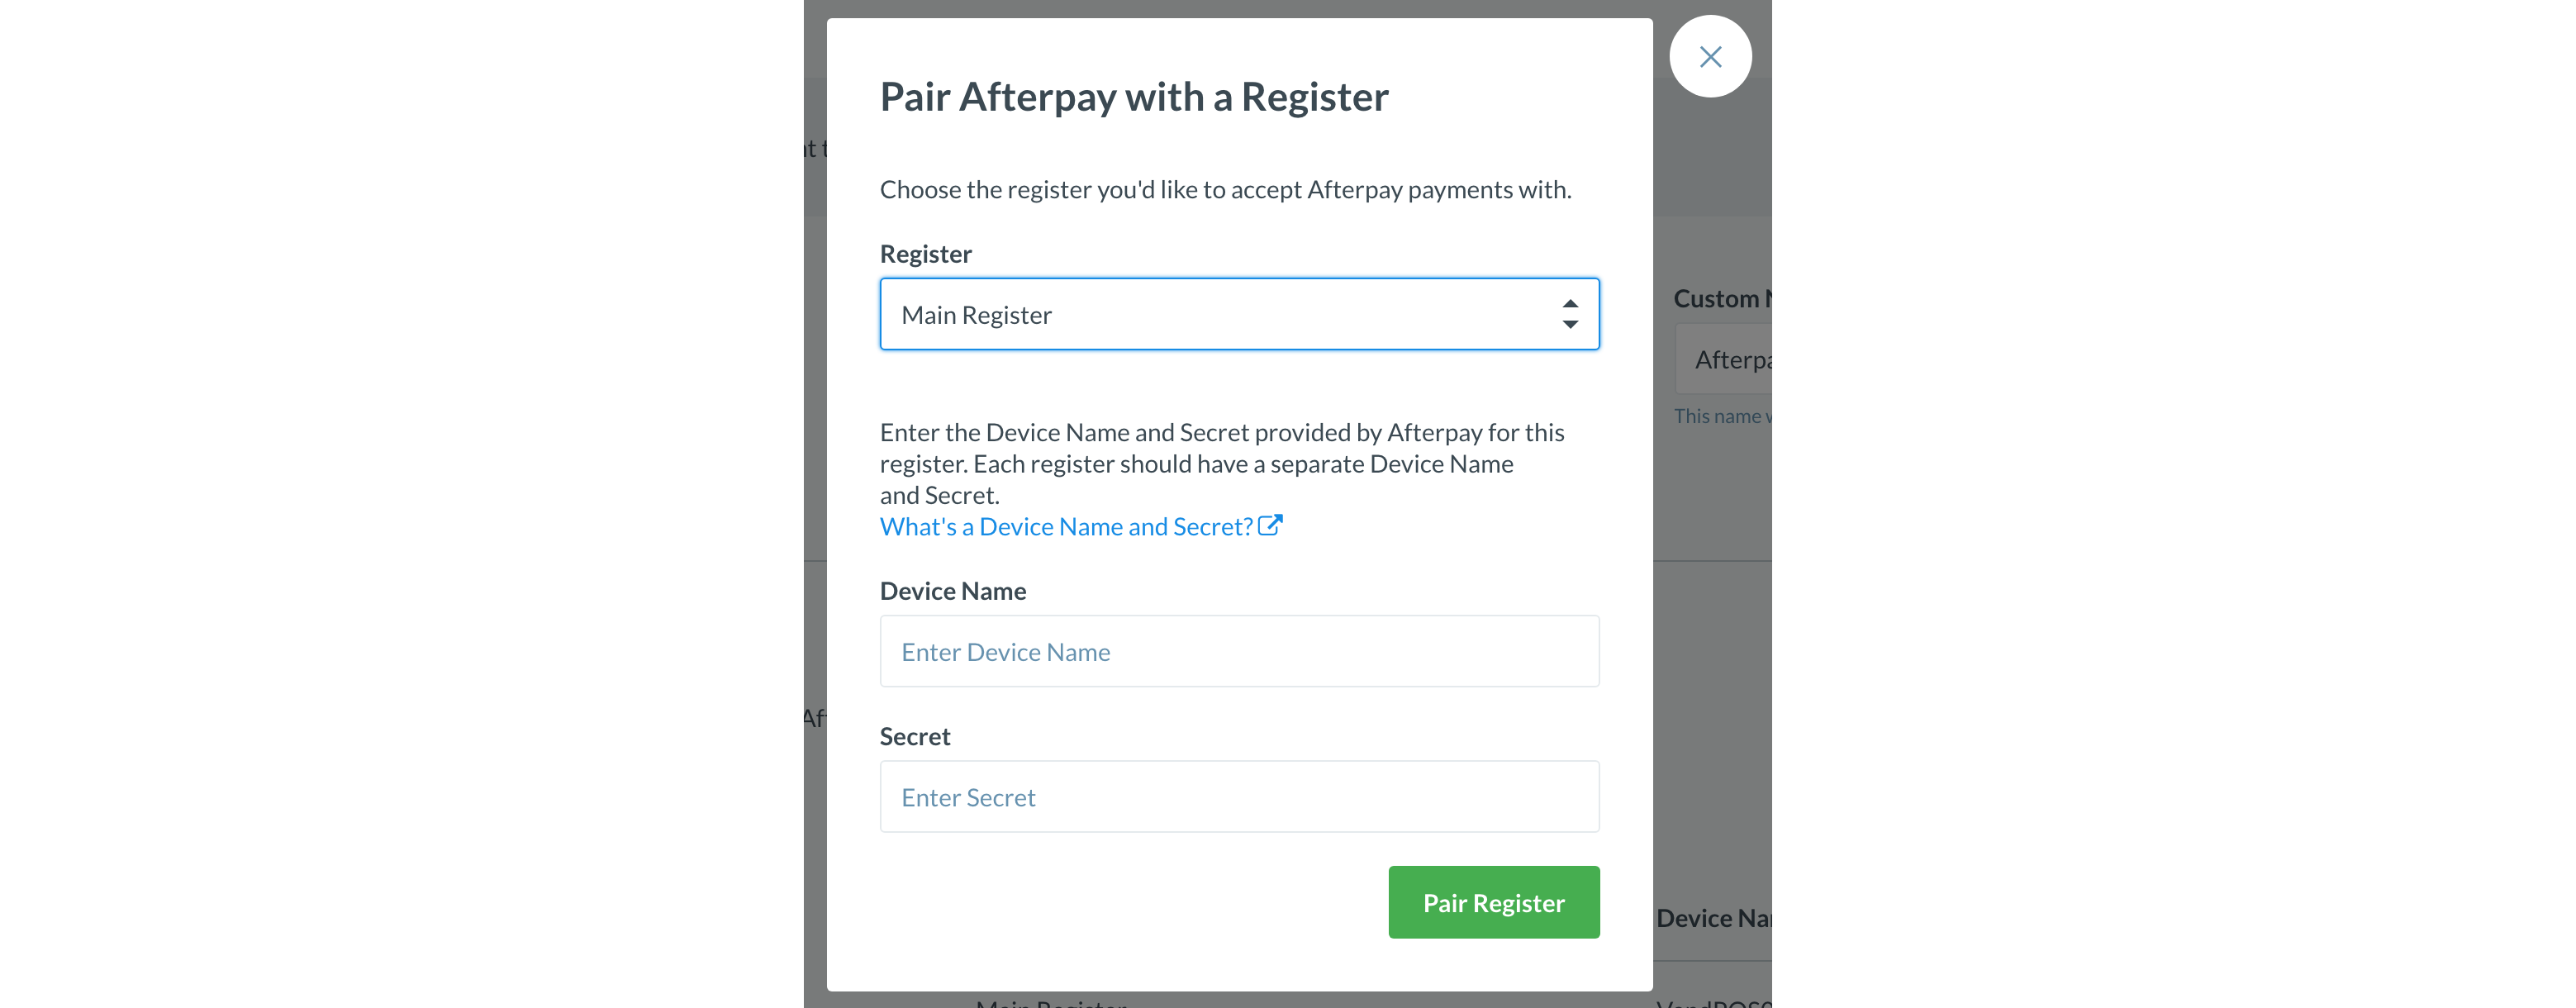 Pair Afterpay with a Register
Choose the register you'd like to accept Afterpay payments with.
Register
Main Register
Custom
Afterpa
This name
Enter the Device Name and Secret provided by Afterpay for this
register. Each register should have a separate Device Name
and Secret.
What's a Device Name and Secret?
Device Name
Enter Device Name
Af
Secret
Enter Secret
Pair Register
Device Na
Main Register